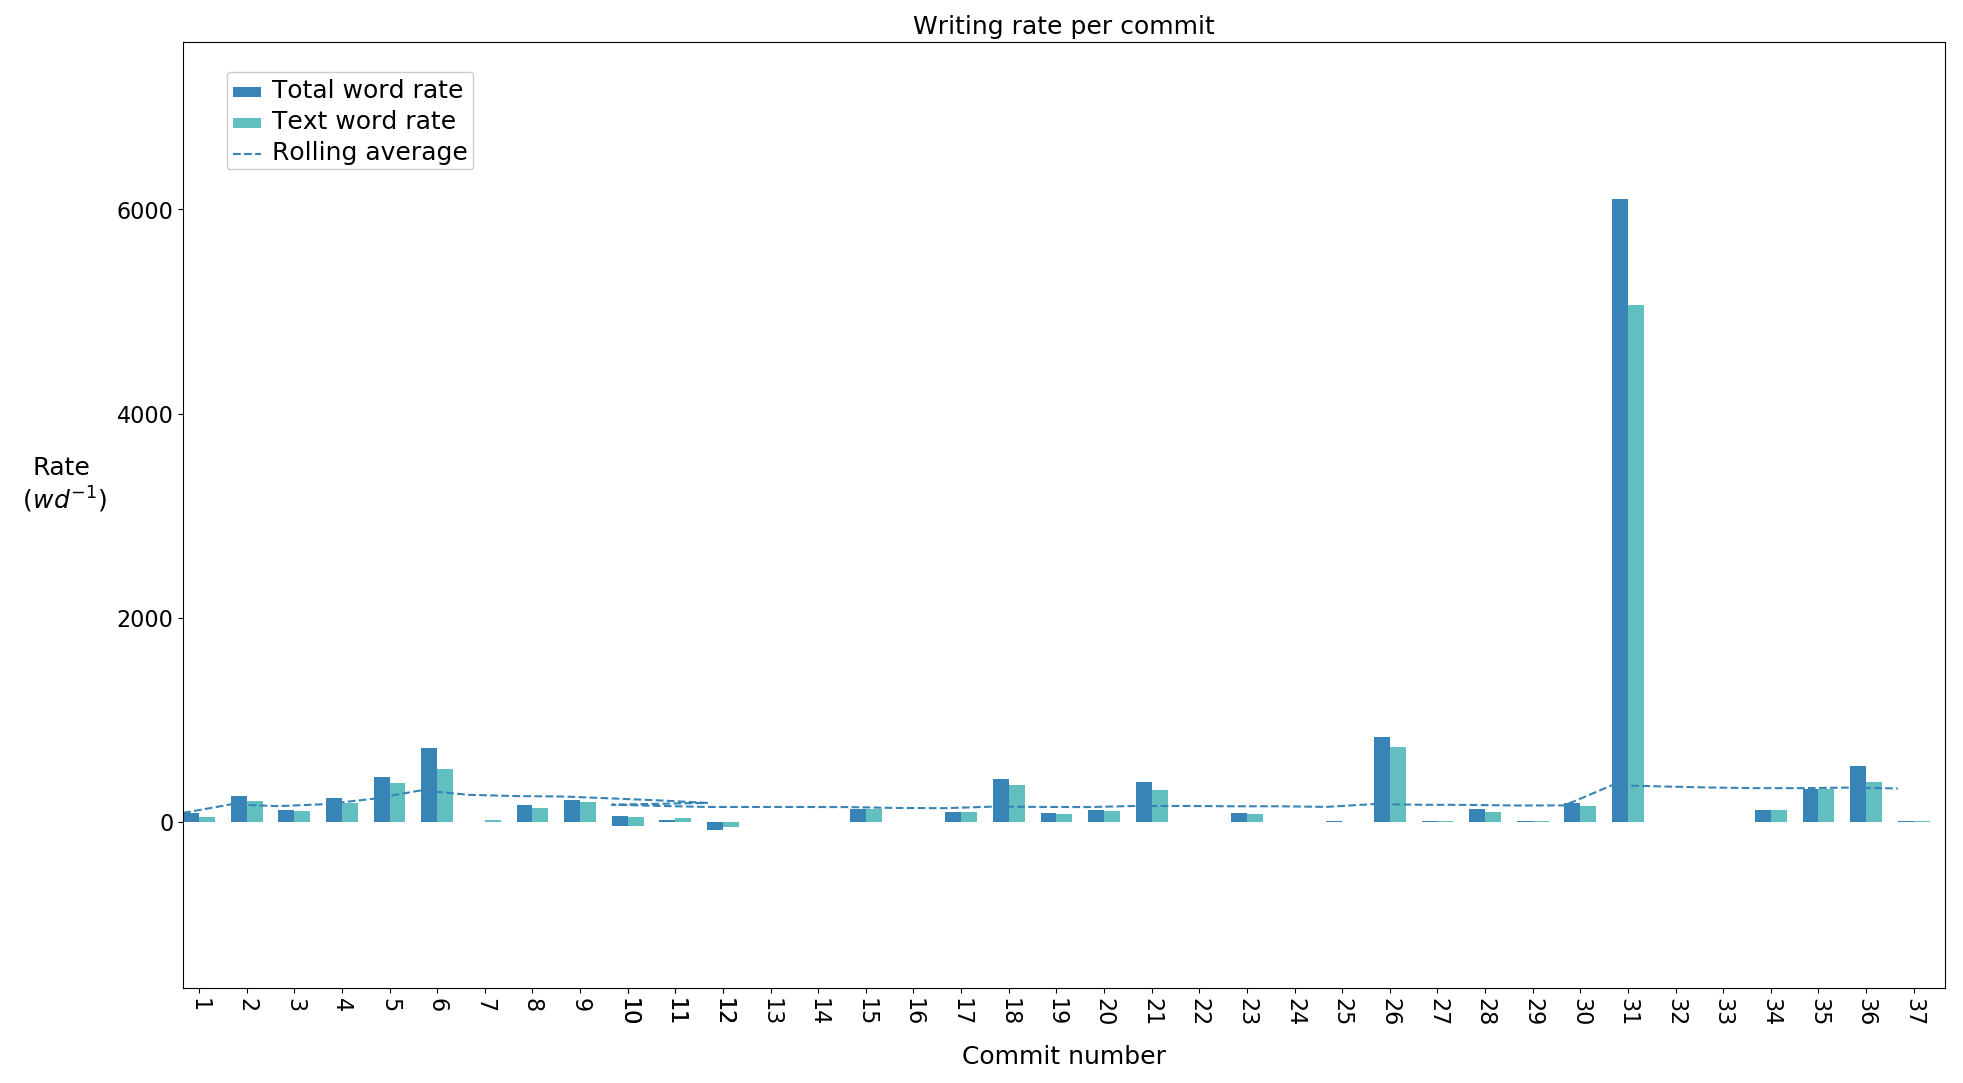 Writing rate per commit
Total word rate
Text word rate
Rolling average
6000
4000
2000
0
Rate
(wd⁻¹)
1 2 3 4 5 6 7 8 9 10 11 12 13 14 15 16 17 18 19 20 21 22 23 24 25 26 27 28 29 30 31 32 33 34 35 36 37
Commit number